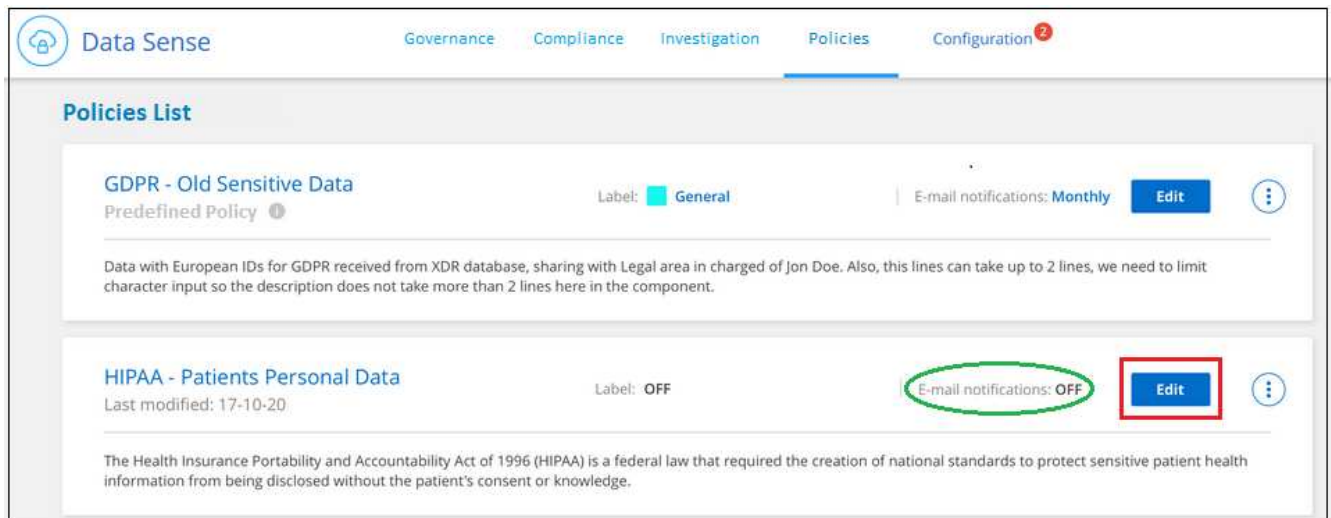 Data Sense Governance Compliance Investigation Policies Configuration 2
Policies List
GDPR - Old Sensitive Data
Label: General E-mail notifications: Monthly Edit
Predefined Policy i
Data with European IDs for GDPR received from XDR database, sharing with Legal area in charged of Jon Doe. Also, this lines can take up to 2 lines, we need to limit
character input so the description does not take more than 2 lines here in the component.
HIPAA - Patients Personal Data
Label: OFF E-mail notifications: OFF Edit
Last modified: 17-10-20
The Health Insurance Portability and Accountability Act of 1996 (HIPAA) is a federal law that required the creation of national standards to protect sensitive patient health
information from being disclosed without the patient's consent or knowledge.